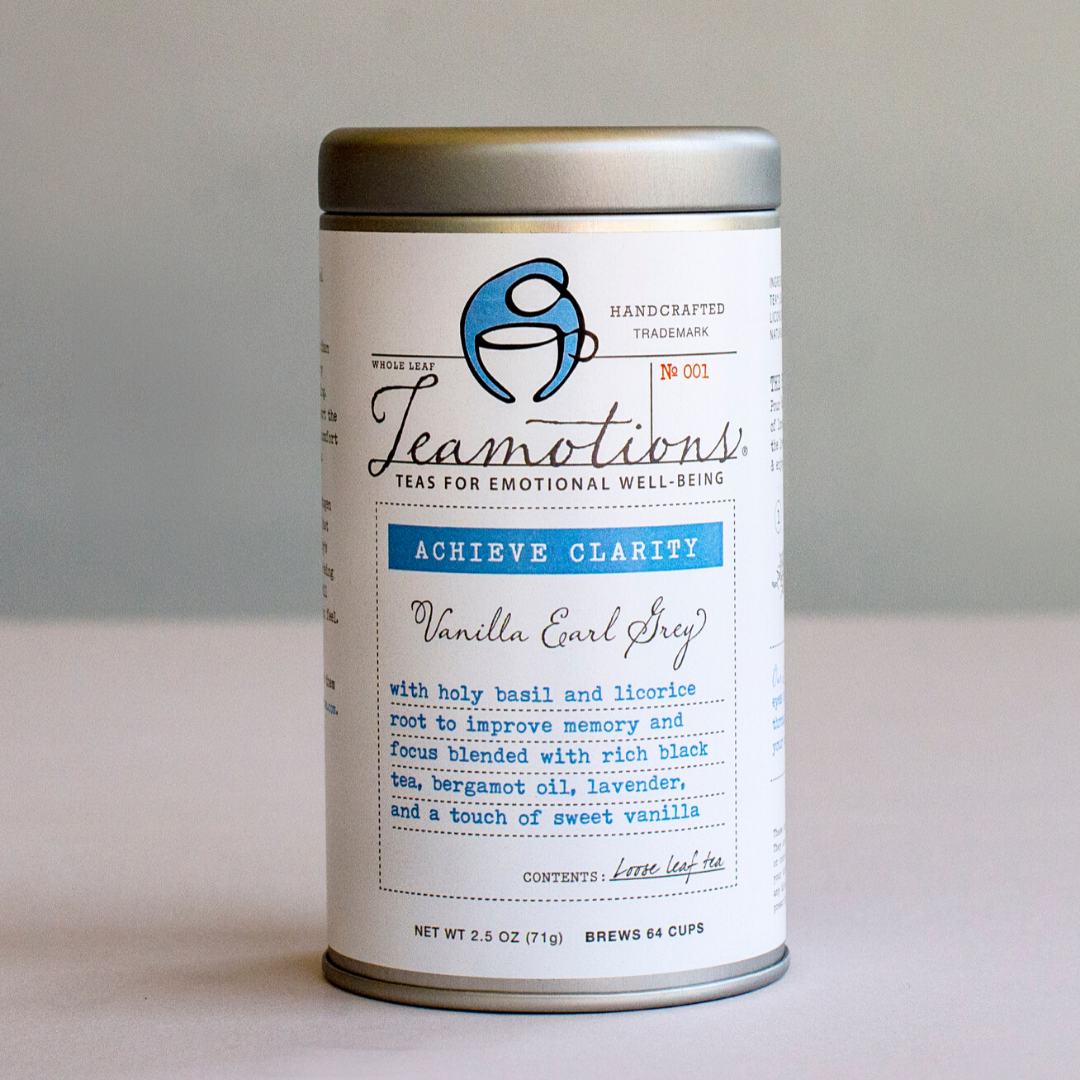 HANDCRAFTED
TRADEMARK
WHOLE LEAF
№ 001
Teamotions®
TEAS FOR EMOTIONAL WELL-BEING
ACHIEVE CLARITY
Vanilla Earl Grey
with holy basil and licorice
root to improve memory and
focus blended with rich black
tea, bergamot oil, lavender,
and a touch of sweet vanilla
CONTENTS: Loose leaf tea
NET WT 2.5 OZ (71g) BREWS 64 CUPS